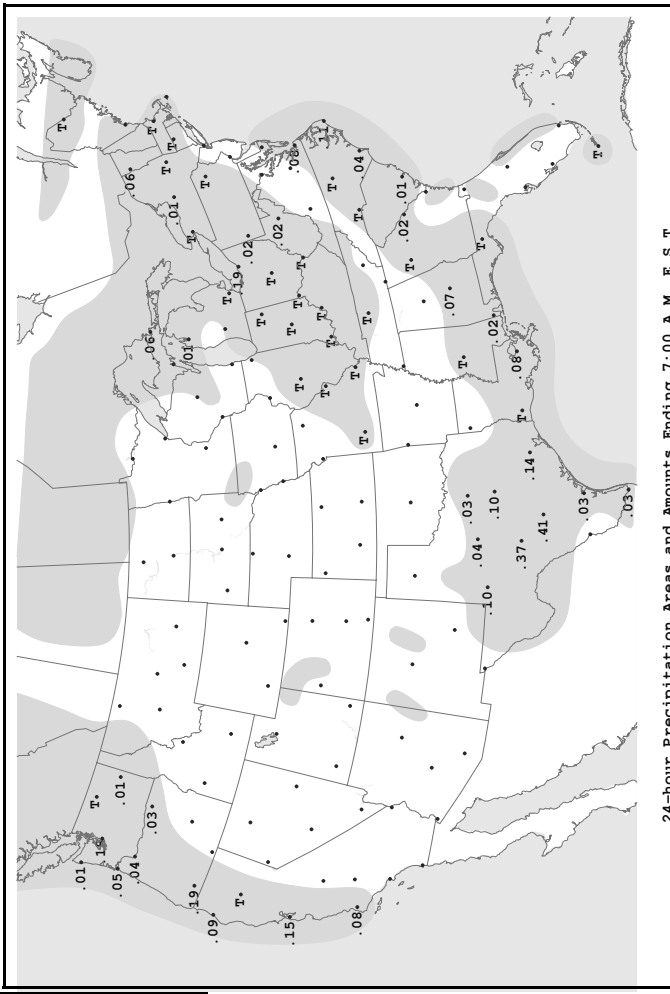 T
.01
T
.05
.01
.06
.04
.06
.03
T
T
T
.01
.01
T
.19
T
.09
T
.19
T
.02
T
T
.02
.15
T
.08
T
T
T
T
T
T
T
T
.08
T
.04
T
T
.01
.02
T
.07
T
.03
.04
T
.10
.02
.10
.08
.37
T
.14
.41
.03
T
.03
24-hour Precipitation Areas and Amounts Ending 7:00 A.M. E.S.T.